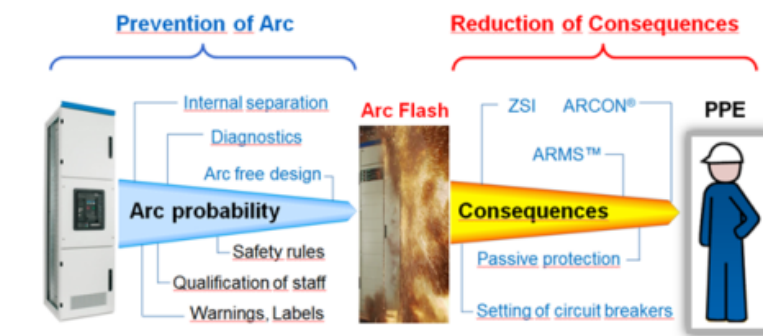 Prevention of Arc
Reduction of Consequences
Internal separation
Diagnostics
Arc free design
Arc probability
Safety rules
Qualification of staff
Warnings, Labels
Arc Flash
ZSI ARCON®
ARMS™
Consequences
Passive protection
Setting of circuit breakers
PPE